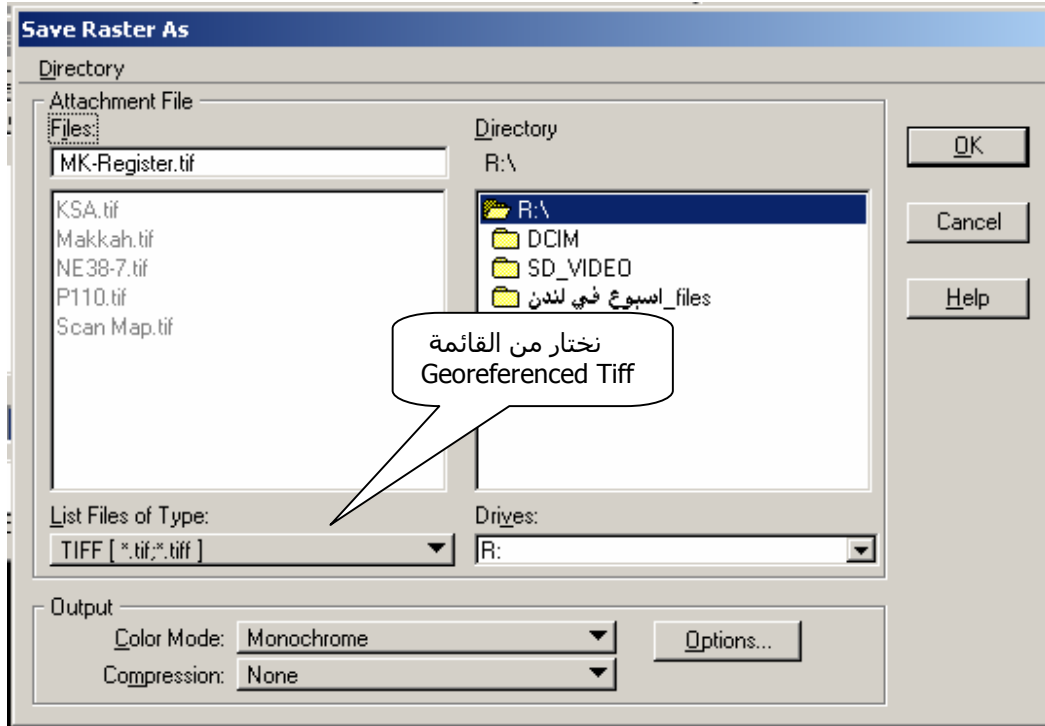 Save Raster As
Directory
Attachment File
Files:
MK-Register.tif
KSA.tif
Makkah.tif
NE38-7.tif
P110.tif
Scan Map.tif
List Files of Type:
TIFF [ *.tif;*.tiff ]
Directory
R:\
R:\
DCIM
SD_VIDEO
اسبوع في لندن_files
نختار من القائمة
Georeferenced Tiff
Drives:
R:
OK
Cancel
Help
Output
Color Mode: Monochrome
Options...
Compression: None